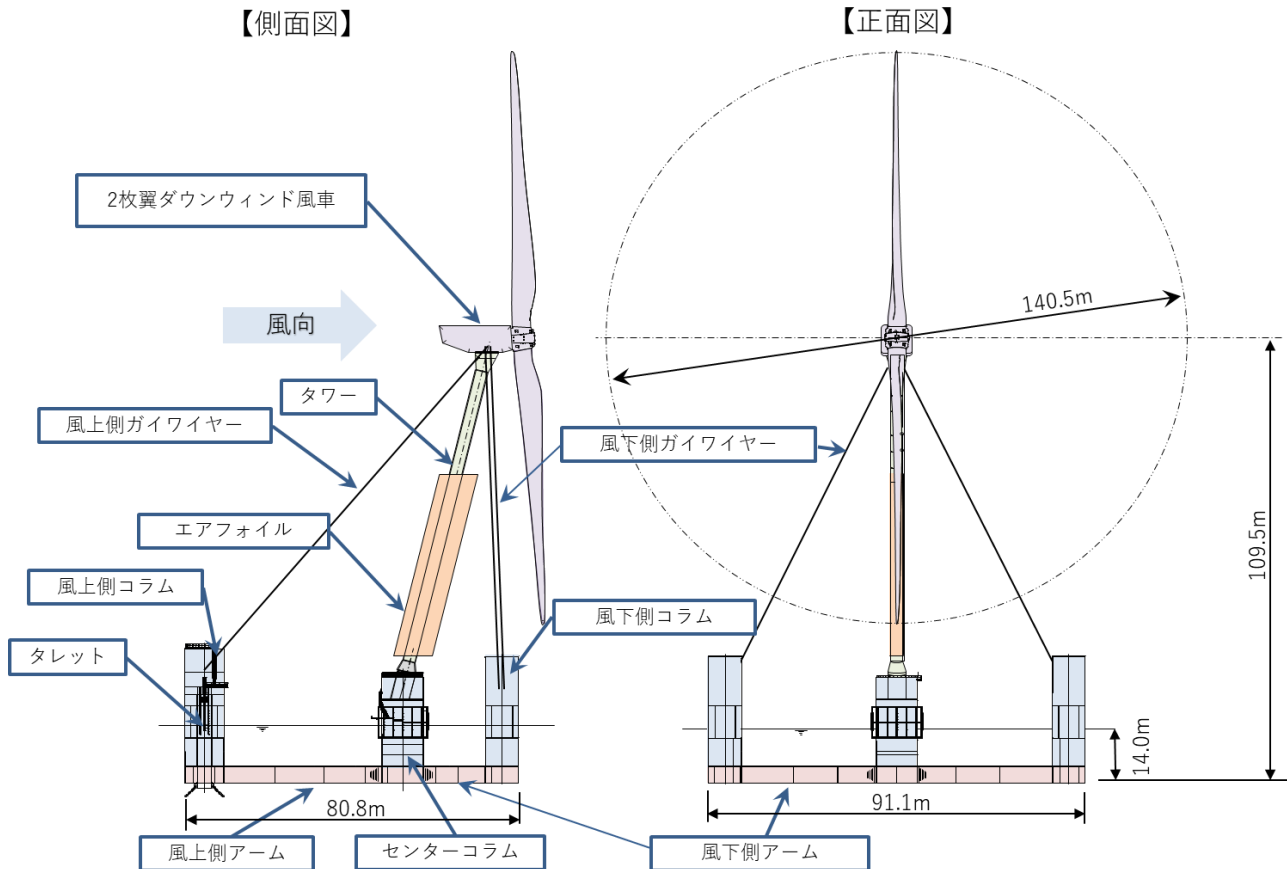 【側面図】
【正面図】
2枚翼ダウンウィンド風車
140.5m
風向
タワー
風上側ガイワイヤー
風下側ガイワイヤー
エアフォイル
109.5m
風上側コラム
風下側コラム
タレット
14.0m
80.8m
91.1m
風上側アーム
センターコラム
風下側アーム